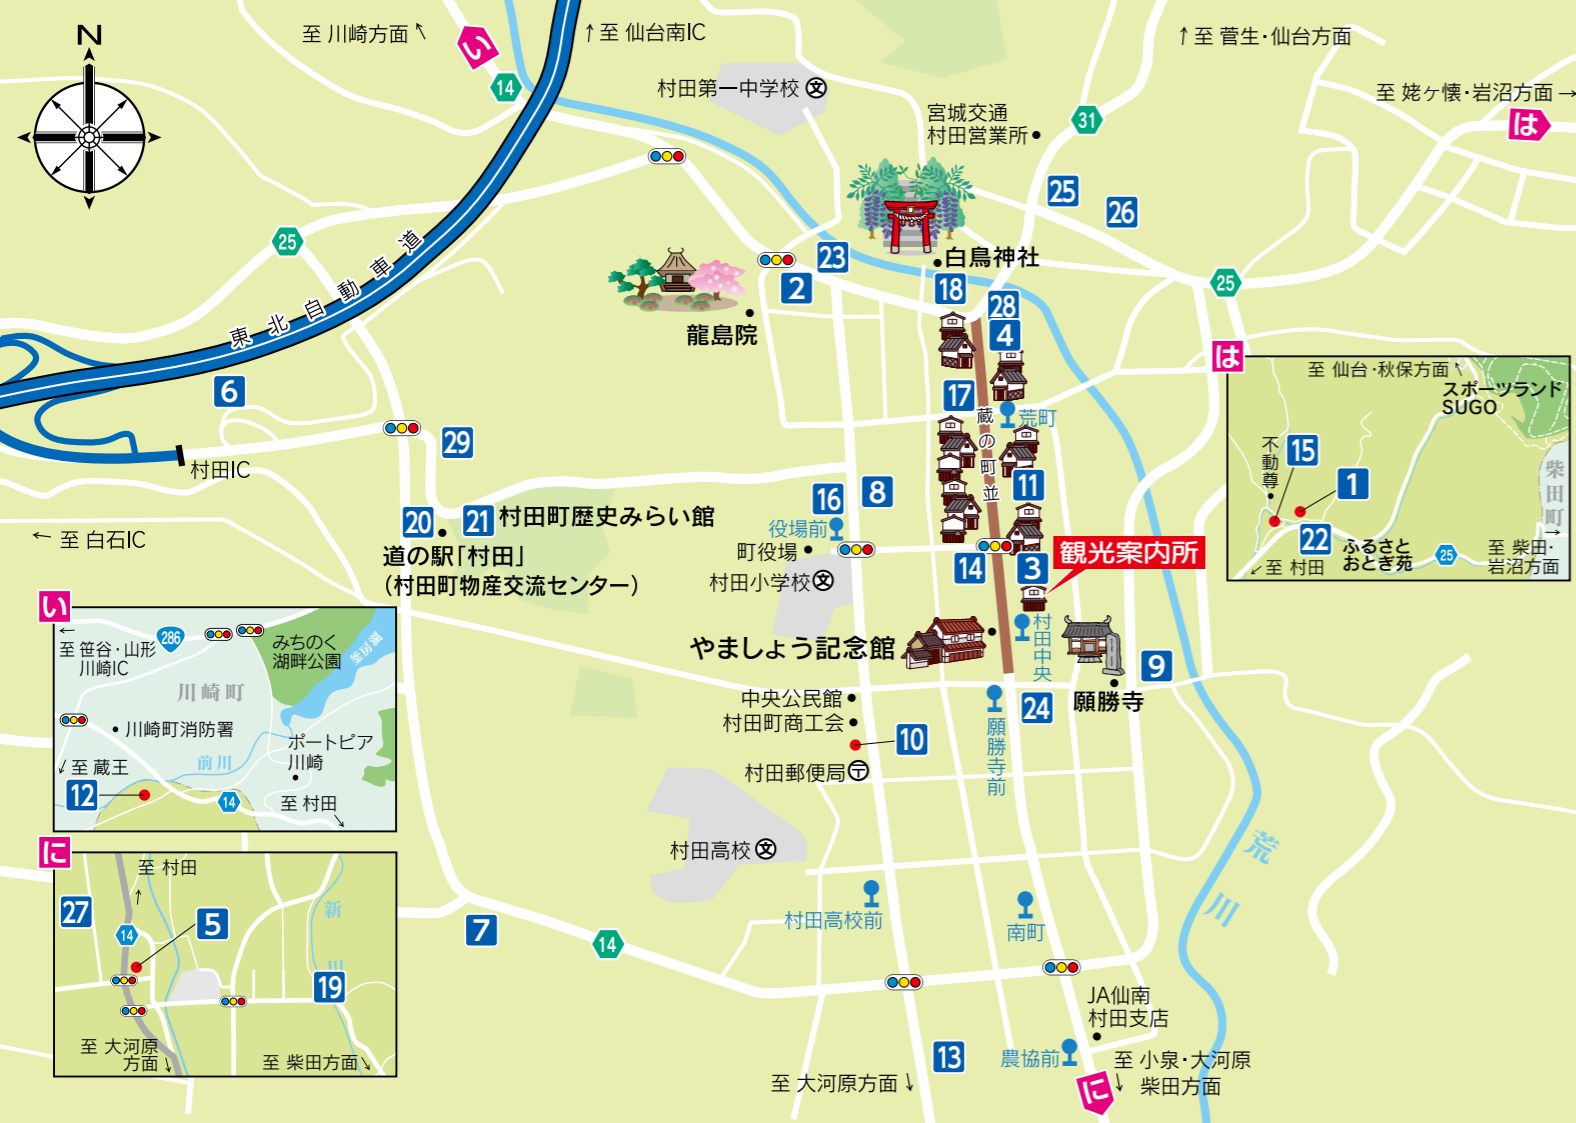 N
至 川崎方面
い
14
至 仙台南IC
至 菅生・仙台方面
至 姥ヶ懐・岩沼方面
は
村田第一中学校
文
宮城交通
村田営業所
31
25
26
25
東北自動車道
白鳥神社
23
2
18
28
4
25
龍島院
6
17
荒町
蔵の町並
29
村田IC
至 白石IC
20
21
村田町歴史みらい館
道の駅「村田」
(村田町物産交流センター)
16
8
11
役場前
町役場
村田小学校
文
14
3
観光案内所
やましょう記念館
村田中央
9
願勝寺
24
願勝寺前
中央公民館
村田町商工会
10
村田郵便局
〒
村田高校
文
村田高校前
南町
荒川
7
14
JA仙南
村田支店
農協前
13
至 大河原方面
に
至 小泉・大河原
柴田方面
は
至 仙台・秋保方面
スポーツランド
SUGO
不動尊
15
1
22
ふるさと
おとぎ苑
25
柴田町
至 柴田・
岩沼方面
至 村田
い
至 笹谷・山形
川崎IC
286
みちのく
湖畔公園
釜房湖
川崎町
川崎町消防署
前川
ポートピア
川崎
至 蔵王
12
14
至 村田
に
至 村田
27
14
5
新川
19
至 大河原
方面
至 柴田方面